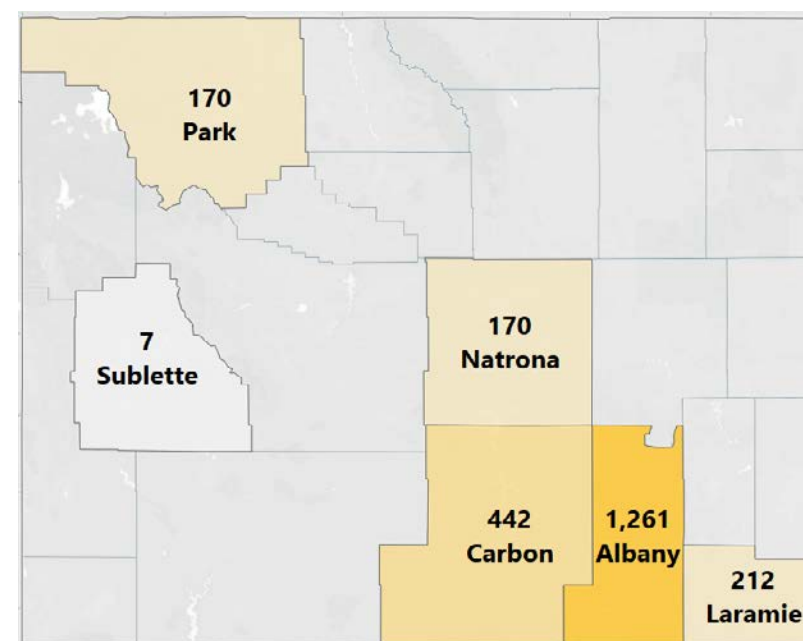 170
Park
7
Sublette
170
Natrona
442
Carbon
1,261
Albany
212
Laramie